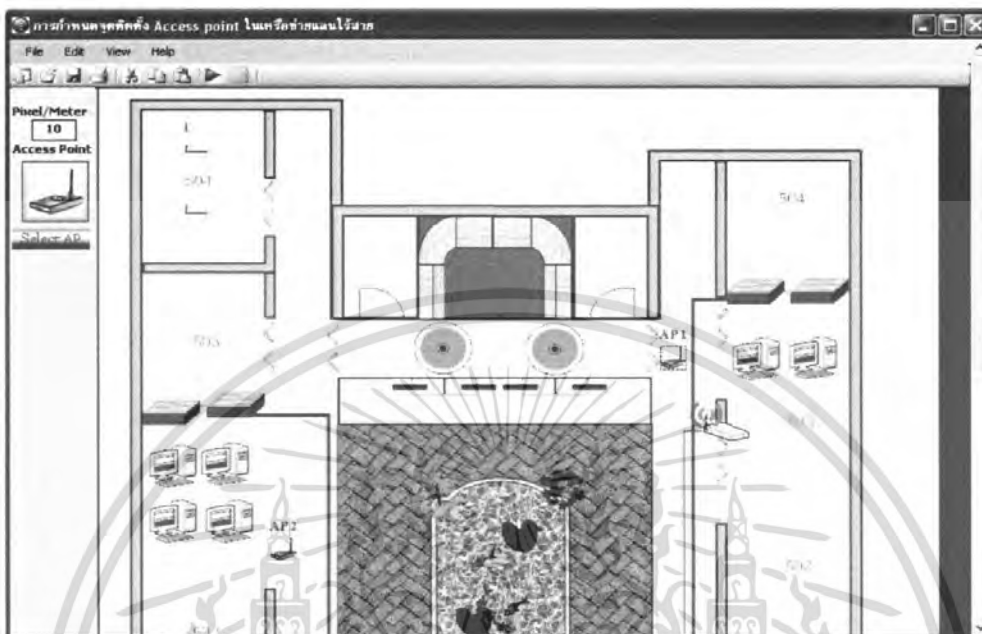 การกำหนดจุดติดตั้ง Access point ในเครือข่ายแลนไร้สาย
File Edit View Help
Pixel/Meter
10
Access Point
Select AP
504
503
AP1
AP2
502